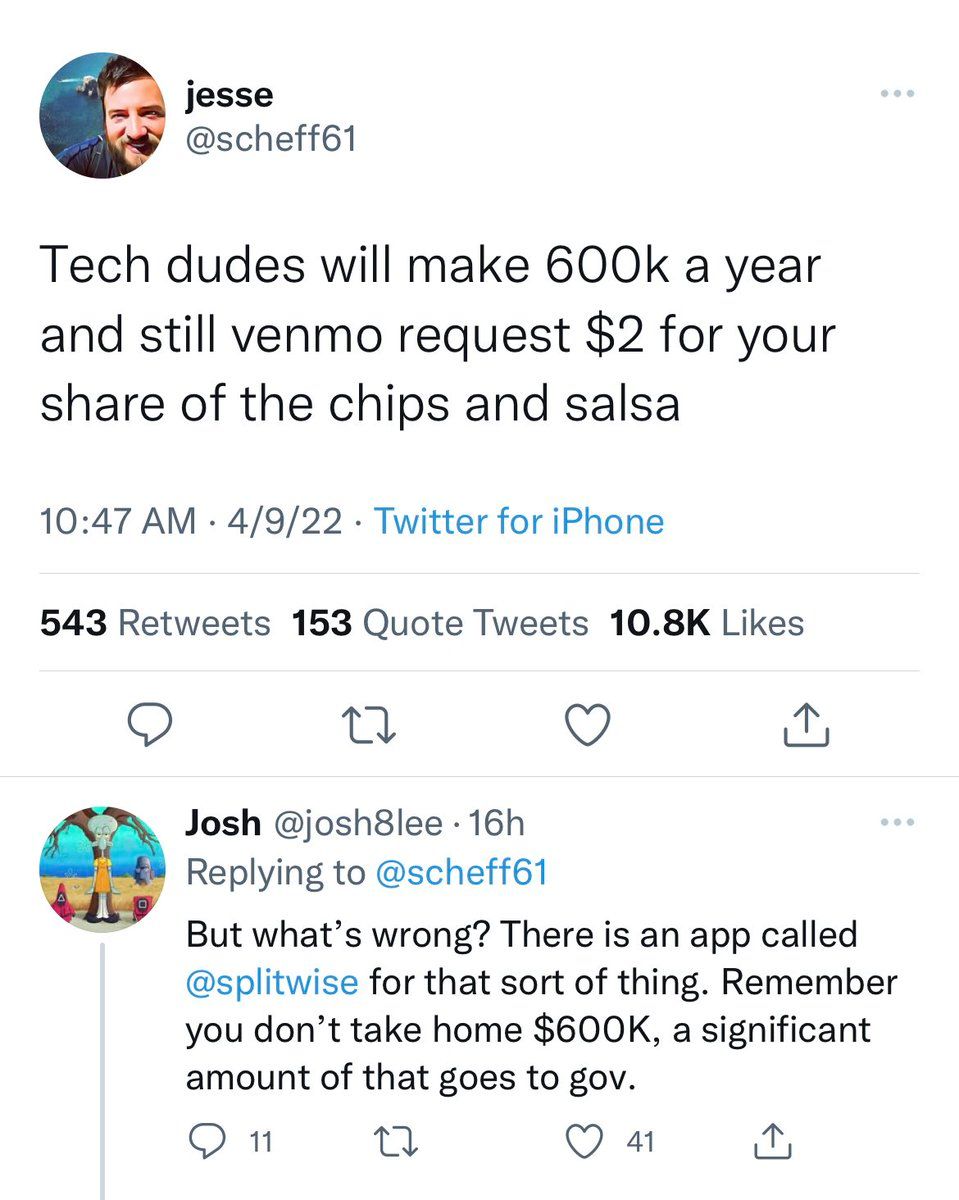 jesse
@scheff61
Tech dudes will make 600k a year
and still venmo request $2 for your
share of the chips and salsa
10:47 AM · 4/9/22 · Twitter for iPhone
543 Retweets 153 Quote Tweets 10.8K Likes
Josh @josh8lee · 16h
Replying to @scheff61
But what’s wrong? There is an app called
@splitwise for that sort of thing. Remember
you don’t take home $600K, a significant
amount of that goes to gov.
11 41